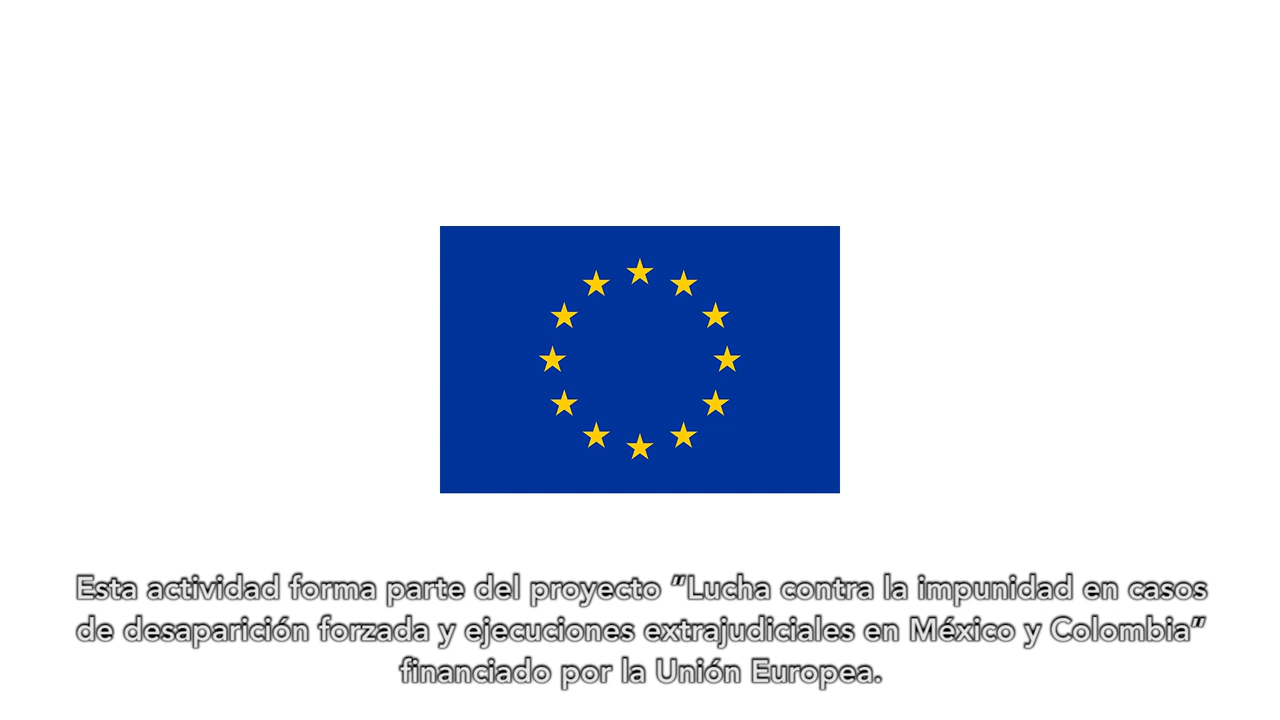 Esta actividad forma parte del proyecto "Lucha contra la impunidad en casos
de desaparición forzada y ejecuciones extrajudiciales en México y Colombia"
financiado por la Unión Europea.